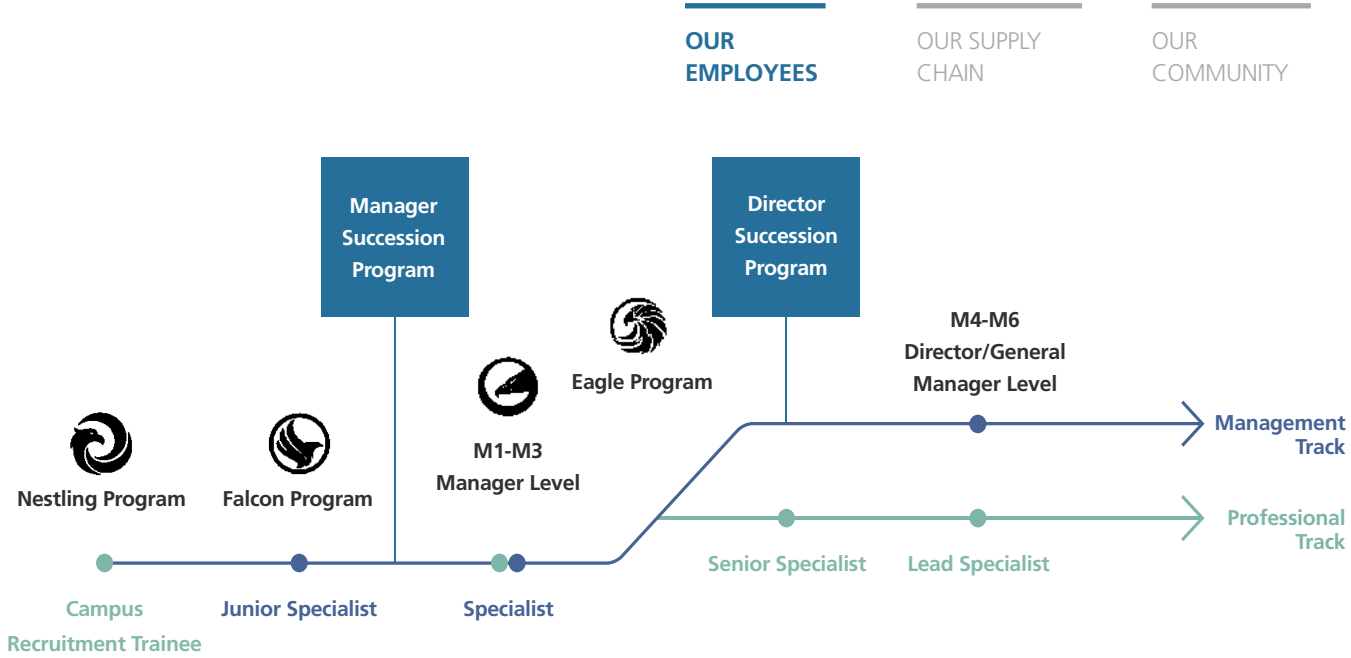 OUR
EMPLOYEES
OUR SUPPLY
CHAIN
OUR
COMMUNITY
Manager
Succession
Program
Director
Succession
Program
M4-M6
Director/General
Manager Level
Eagle Program
M1-M3
Manager Level
Nestling Program
Falcon Program
Management
Track
Professional
Track
Senior Specialist
Lead Specialist
Campus
Recruitment Trainee
Junior Specialist
Specialist